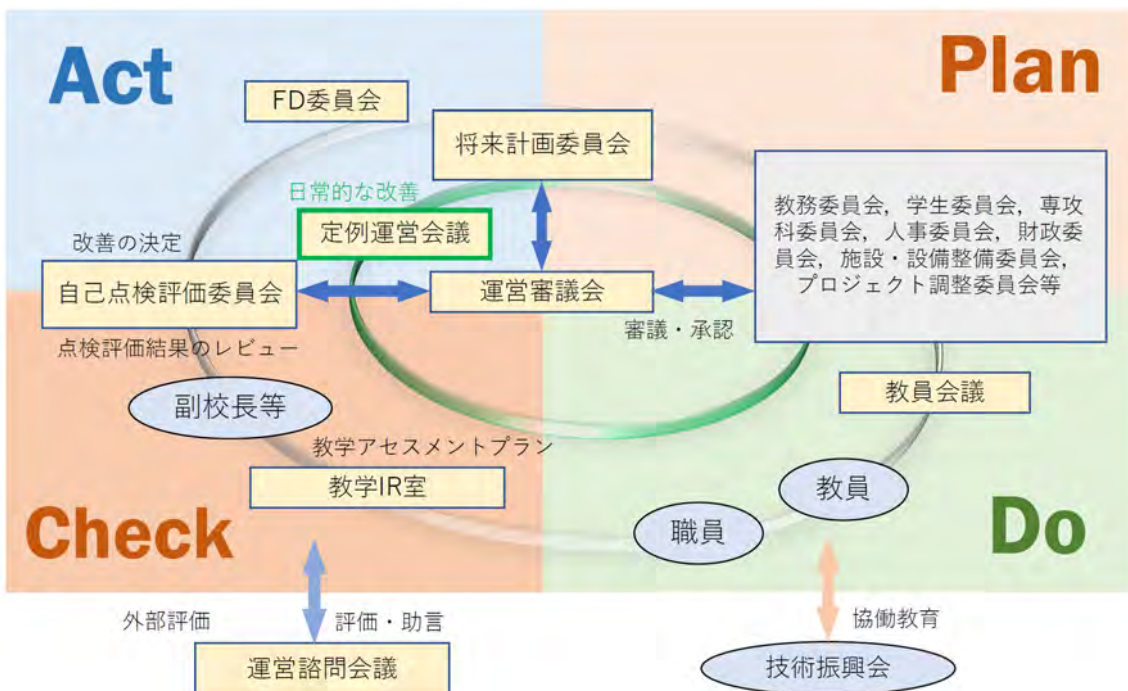 Act
Plan
FD委員会
将来計画委員会
日常的な改善
定例運営会議
教務委員会, 学生委員会, 専攻
科委員会, 人事委員会, 財政委
員会, 施設・設備整備委員会,
プロジェクト調整委員会等
改善の決定
自己点検評価委員会
運営審議会
審議・承認
点検評価結果のレビュー
副校長等
教員会議
教学アセスメントプラン
教学IR室
教員
職員
Check
Do
外部評価
評価・助言
協働教育
運営諮問会議
技術振興会